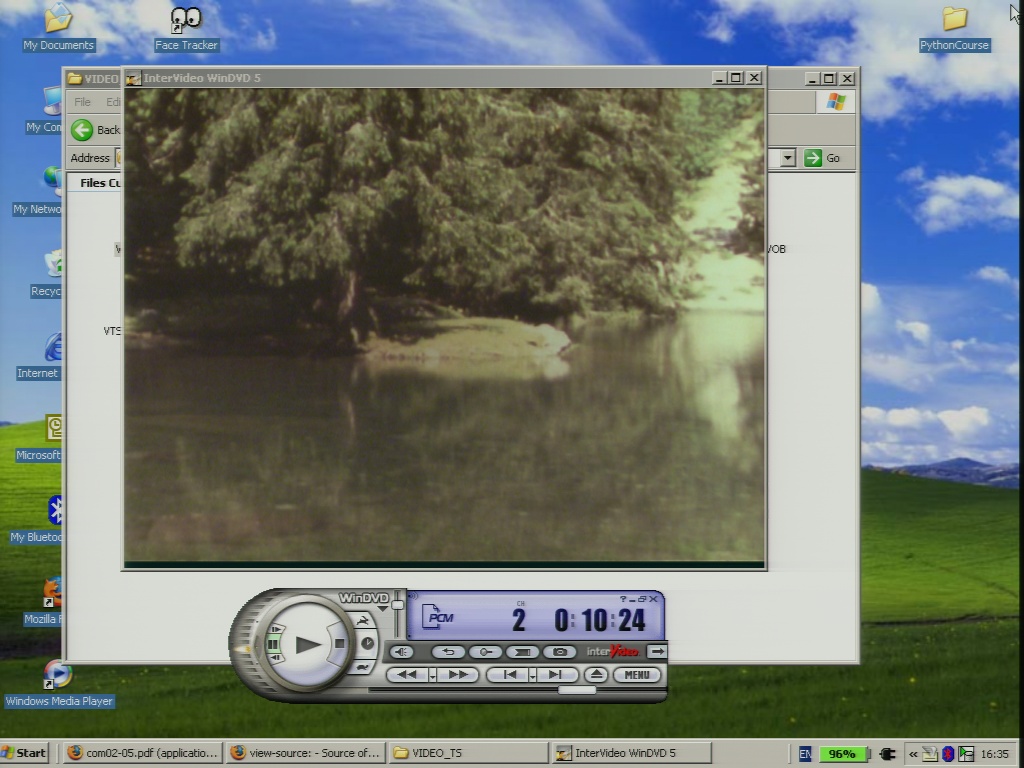 My Documents
Face Tracker
PythonCourse
VIDEO
InterVideo WinDVD 5
File Edi
Back
Address
Go
My Com
Files Cu
My Netwo
VOB
Recyc
VTS
Internet
Microsoft
My Bluetoo
Mozilla F
Windows Media Player
WinDVD
PCM
CH
2
0:10:24
interVideo
MENU
Start
com02-05.pdf (applicatio...
view-source: - Source of...
VIDEO_TS
InterVideo WinDVD 5
EN
96%
16:35